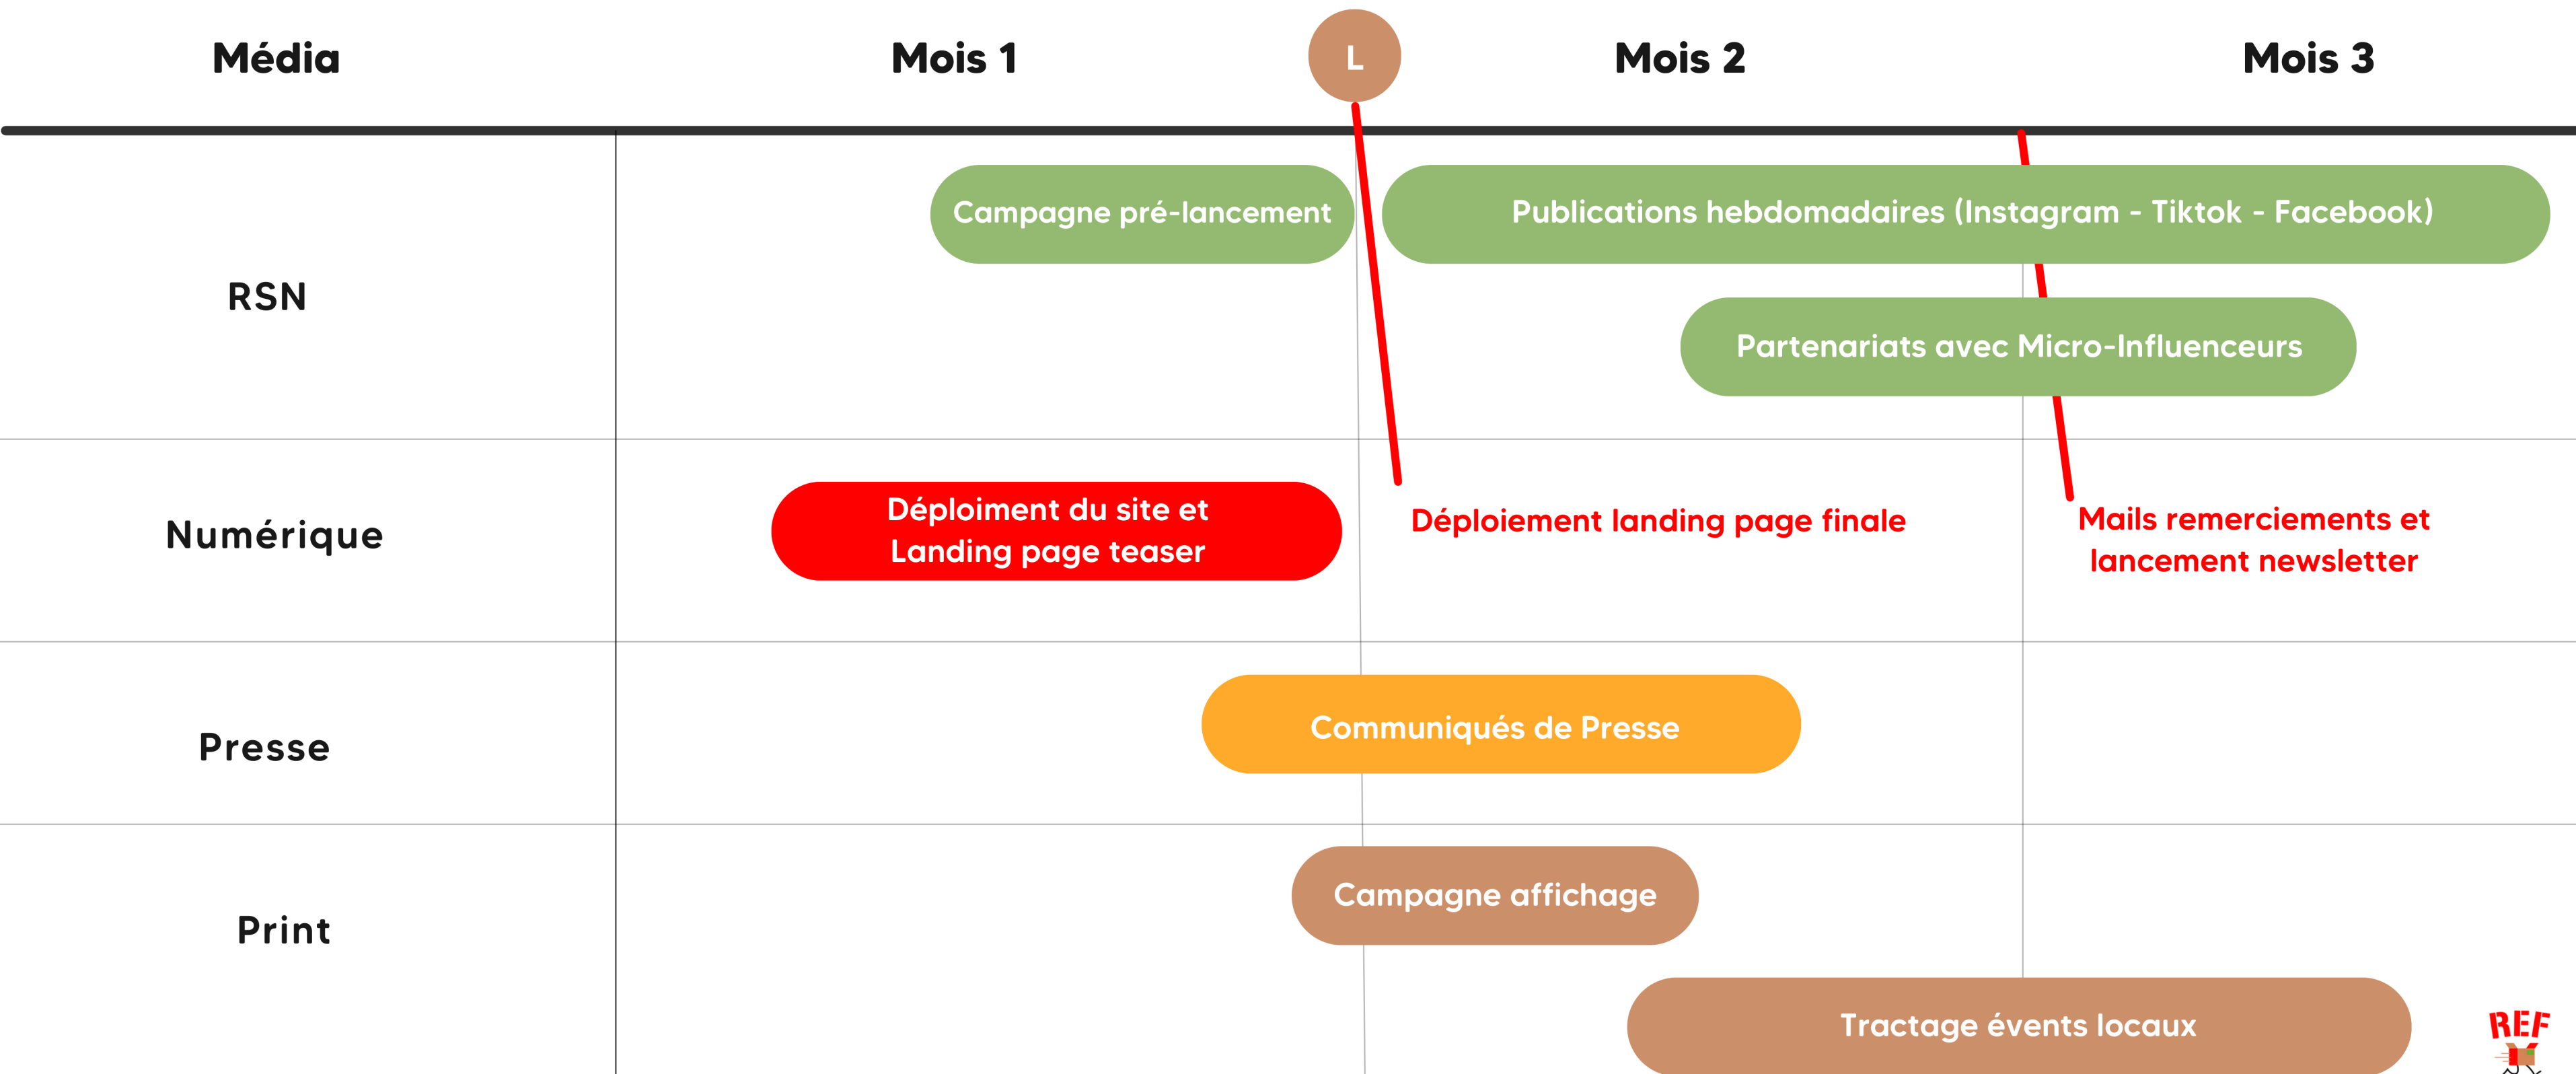 Média
Mois 1
L
Mois 2
Mois 3
RSN
Campagne pré-lancement
Publications hebdomadaires (Instagram - Tiktok - Facebook)
Partenariats avec Micro-Influenceurs
Numérique
Déploiment du site et
Landing page teaser
Déploiement landing page finale
Mails remerciements et
lancement newsletter
Presse
Communiqués de Presse
Print
Campagne affichage
Tractage évents locaux
REF